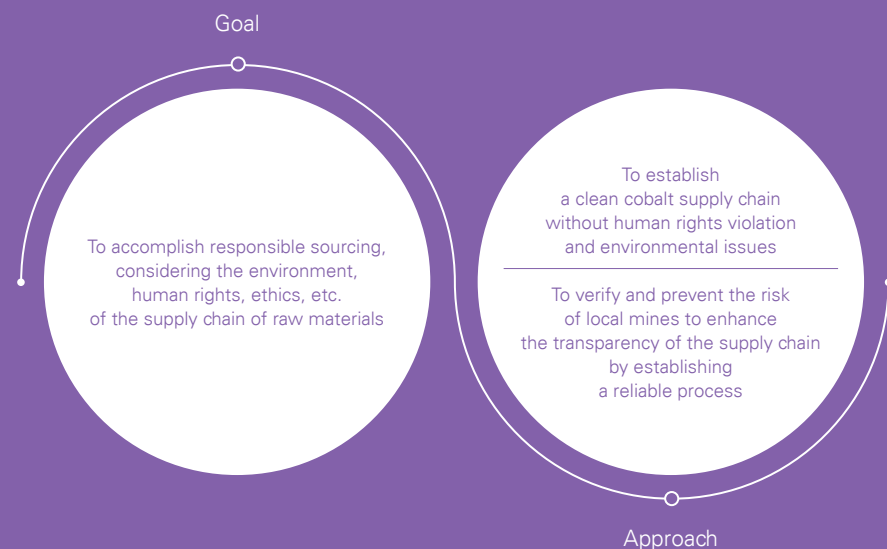 Goal
To accomplish responsible sourcing,
considering the environment,
human rights, ethics, etc.
of the supply chain of raw materials
To establish
a clean cobalt supply chain
without human rights violation
and environmental issues
To verify and prevent the risk
of local mines to enhance
the transparency of the supply chain
by establishing
a reliable process
Approach